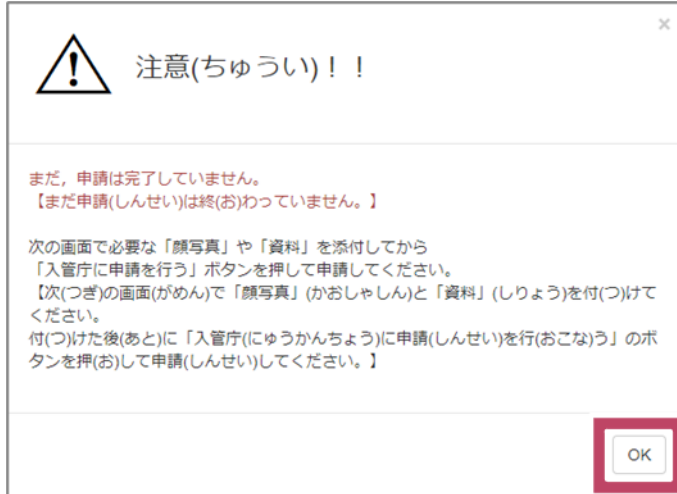 ×
注意(ちゅうい)！！
まだ，申請は完了していません。
【まだ申請(しんせい)は終(お)わっていません。】
次の画面で必要な「顔写真」や「資料」を添付してから
「入管庁に申請を行う」ボタンを押して申請してください。
【次(つぎ)の画面(がめん)で「顔写真」(かおしゃしん)と「資料」(しりょう)を付(つ)けて
ください。
付(つ)けた後(あと)に「入管庁(にゅうかんちょう)に申請(しんせい)を行(おこな)う」のボ
タンを押(お)して申請(しんせい)してください。】
OK